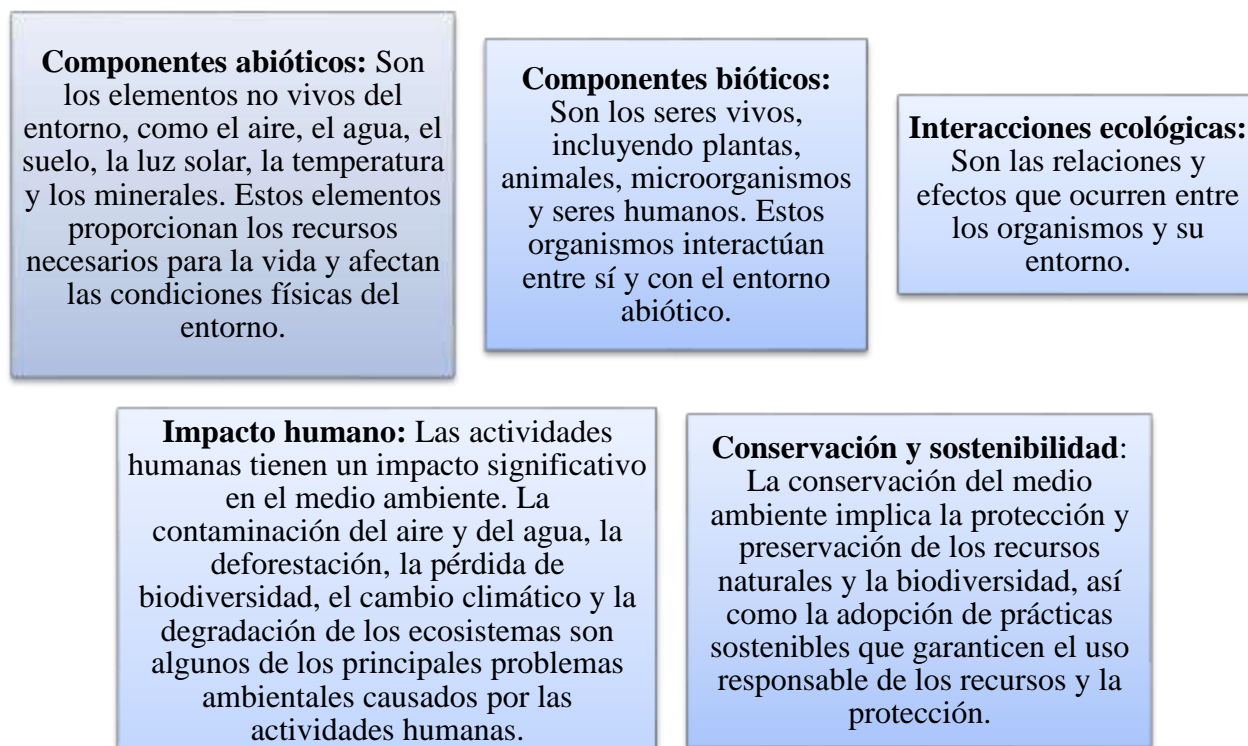 Componentes abióticos: Son
los elementos no vivos del
entorno, como el aire, el agua, el
suelo, la luz solar, la temperatura
y los minerales. Estos elementos
proporcionan los recursos
necesarios para la vida y afectan
las condiciones físicas del
entorno.
Componentes bióticos:
Son los seres vivos,
incluyendo plantas,
animales, microorganismos
y seres humanos. Estos
organismos interactúan
entre sí y con el entorno
abiótico.
Interacciones ecológicas:
Son las relaciones y
efectos que ocurren entre
los organismos y su
entorno.
Impacto humano: Las actividades
humanas tienen un impacto significativo
en el medio ambiente. La
contaminación del aire y del agua, la
deforestación, la pérdida de
biodiversidad, el cambio climático y la
degradación de los ecosistemas son
algunos de los principales problemas
ambientales causados por las
actividades humanas.
Conservación y sostenibilidad:
La conservación del medio
ambiente implica la protección y
preservación de los recursos
naturales y la biodiversidad, así
como la adopción de prácticas
sostenibles que garanticen el uso
responsable de los recursos y la
protección.